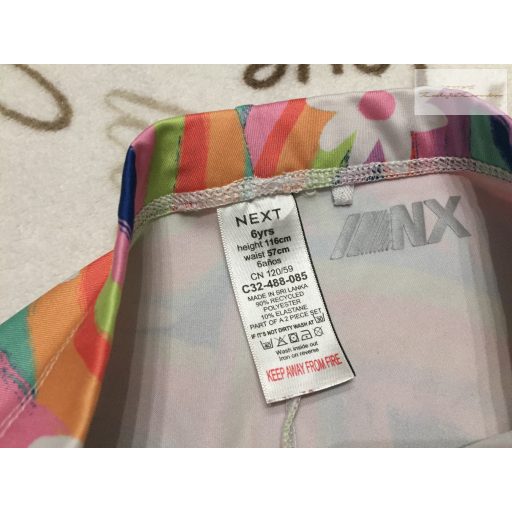 NEXT
6yrs
height 116cm
waist 57cm
6años
CN 120/59
C32-488-085
MADE IN SRI LANKA
90% RECYCLED
POLYESTER
10% ELASTANE
PART OF A 2 PIECE SET
IF IT'S NOT DIRTY WASH AT
Wash inside out
Iron on reverse
KEEP AWAY FROM FIRE
NX